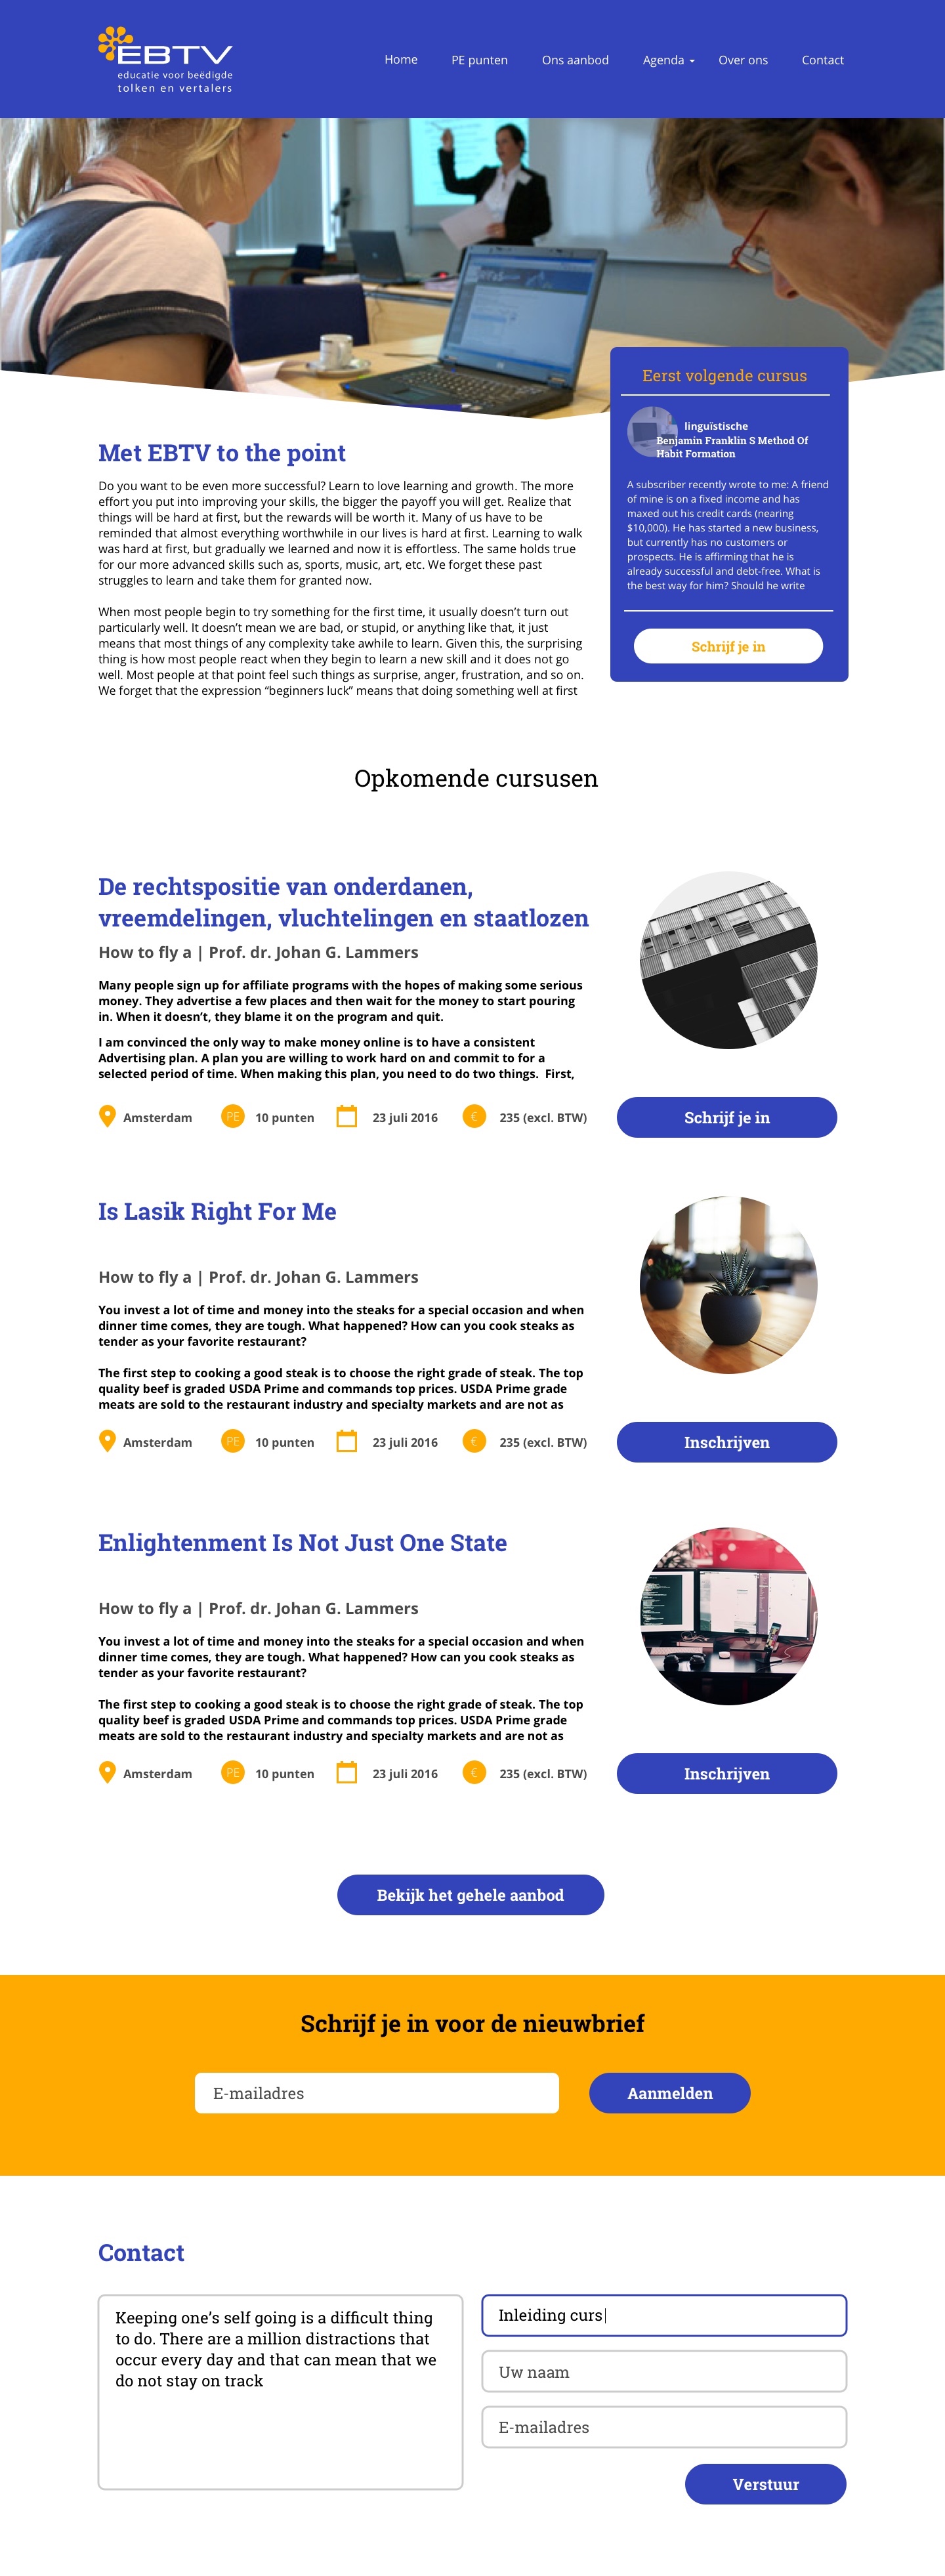 EBTV
educatie voor beëdigde
tolken en vertalers
Home PE punten Ons aanbod Agenda Over ons Contact
Eerst volgende cursus
linguïstische
Benjamin Franklin S Method Of
Habit Formation
A subscriber recently wrote to me: A friend
of mine is on a fixed income and has
maxed out his credit cards (nearing
$10,000). He has started a new business,
but currently has no customers or
prospects. He is affirming that he is
already successful and debt-free. What is
the best way for him? Should he write
Schrijf je in
Met EBTV to the point
Do you want to be even more successful? Learn to love learning and growth. The more
effort you put into improving your skills, the bigger the payoff you will get. Realize that
things will be hard at first, but the rewards will be worth it. Many of us have to be
reminded that almost everything worthwhile in our lives is hard at first. Learning to walk
was hard at first, but gradually we learned and now it is effortless. The same holds true
for our more advanced skills such as, sports, music, art, etc. We forget these past
struggles to learn and take them for granted now.
When most people begin to try something for the first time, it usually doesn’t turn out
particularly well. It doesn’t mean we are bad, or stupid, or anything like that, it just
means that most things of any complexity take awhile to learn. Given this, the surprising
thing is how most people react when they begin to learn a new skill and it does not go
well. Most people at that point feel such things as surprise, anger, frustration, and so on.
We forget that the expression “beginners luck” means that doing something well at first
Opkomende cursusen
De rechtspositie van onderdanen,
vreemdelingen, vluchtelingen en staatlozen
How to fly a | Prof. dr. Johan G. Lammers
Many people sign up for affiliate programs with the hopes of making some serious
money. They advertise a few places and then wait for the money to start pouring
in. When it doesn’t, they blame it on the program and quit.
I am convinced the only way to make money online is to have a consistent
Advertising plan. A plan you are willing to work hard on and commit to for a
selected period of time. When making this plan, you need to do two things.  First,
Amsterdam PE 10 punten 23 juli 2016 € 235 (excl. BTW)
Schrijf je in
Is Lasik Right For Me
How to fly a | Prof. dr. Johan G. Lammers
You invest a lot of time and money into the steaks for a special occasion and when
dinner time comes, they are tough. What happened? How can you cook steaks as
tender as your favorite restaurant?
The first step to cooking a good steak is to choose the right grade of steak. The top
quality beef is graded USDA Prime and commands top prices. USDA Prime grade
meats are sold to the restaurant industry and specialty markets and are not as
Amsterdam PE 10 punten 23 juli 2016 € 235 (excl. BTW)
Inschrijven
Enlightenment Is Not Just One State
How to fly a | Prof. dr. Johan G. Lammers
You invest a lot of time and money into the steaks for a special occasion and when
dinner time comes, they are tough. What happened? How can you cook steaks as
tender as your favorite restaurant?
The first step to cooking a good steak is to choose the right grade of steak. The top
quality beef is graded USDA Prime and commands top prices. USDA Prime grade
meats are sold to the restaurant industry and specialty markets and are not as
Amsterdam PE 10 punten 23 juli 2016 € 235 (excl. BTW)
Inschrijven
Bekijk het gehele aanbod
Schrijf je in voor de nieuwbrief
E-mailadres
Aanmelden
Contact
Keeping one’s self going is a difficult thing
to do. There are a million distractions that
occur every day and that can mean that we
do not stay on track
Inleiding curs
Uw naam
E-mailadres
Verstuur